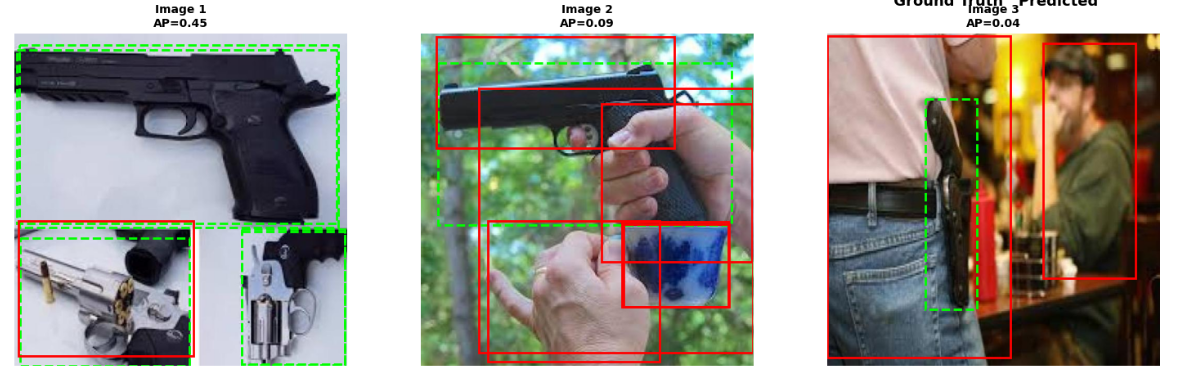 Ground Truth Predicted
Image 1
AP=0.45
Image 2
AP=0.09
Image 3
AP=0.04